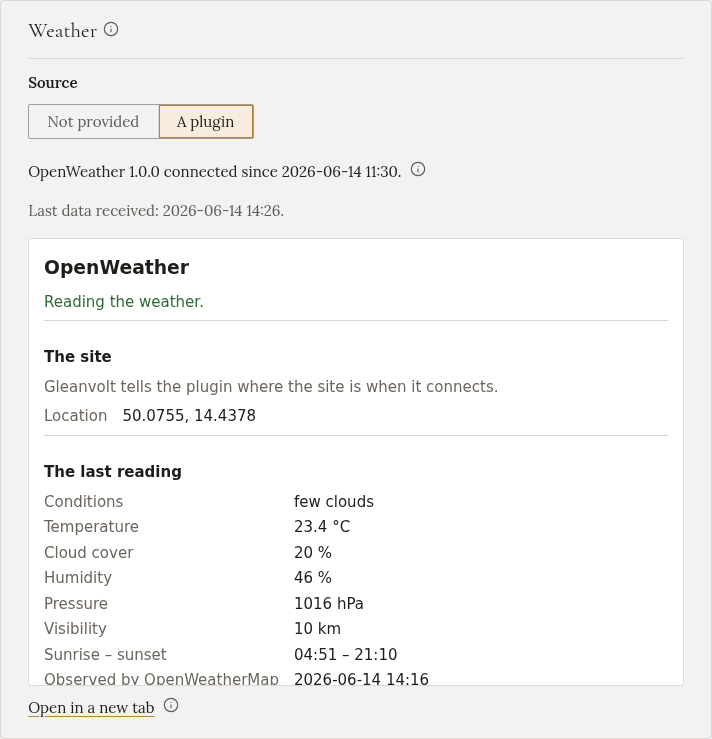 Weather
Source
Not provided A plugin
OpenWeather 1.0.0 connected since 2026-06-14 11:30.
Last data received: 2026-06-14 14:26.
OpenWeather
Reading the weather.
The site
Gleanvolt tells the plugin where the site is when it connects.
Location 50.0755, 14.4378
The last reading
Conditions few clouds
Temperature 23.4 °C
Cloud cover 20 %
Humidity 46 %
Pressure 1016 hPa
Visibility 10 km
Sunrise – sunset 04:51 – 21:10
Observed by OpenWeatherMap 2026-06-14 14:16
Open in a new tab